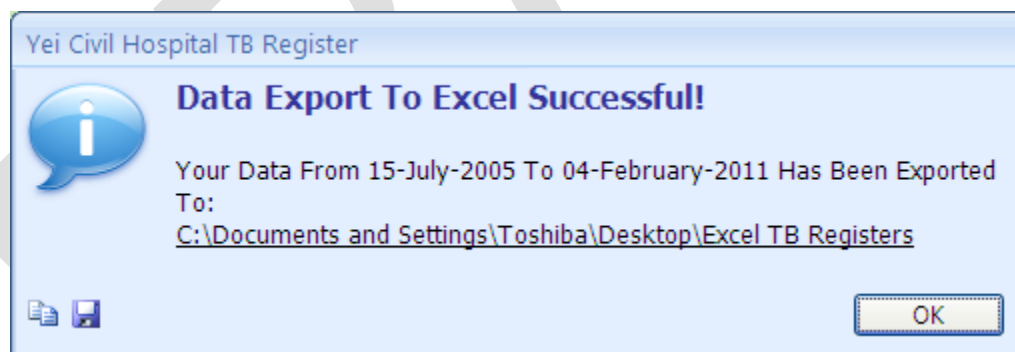 Yei Civil Hospital TB Register
Data Export To Excel Successful!
Your Data From 15-July-2005 To 04-February-2011 Has Been Exported
To:
C:\Documents and Settings\Toshiba\Desktop\Excel TB Registers
OK